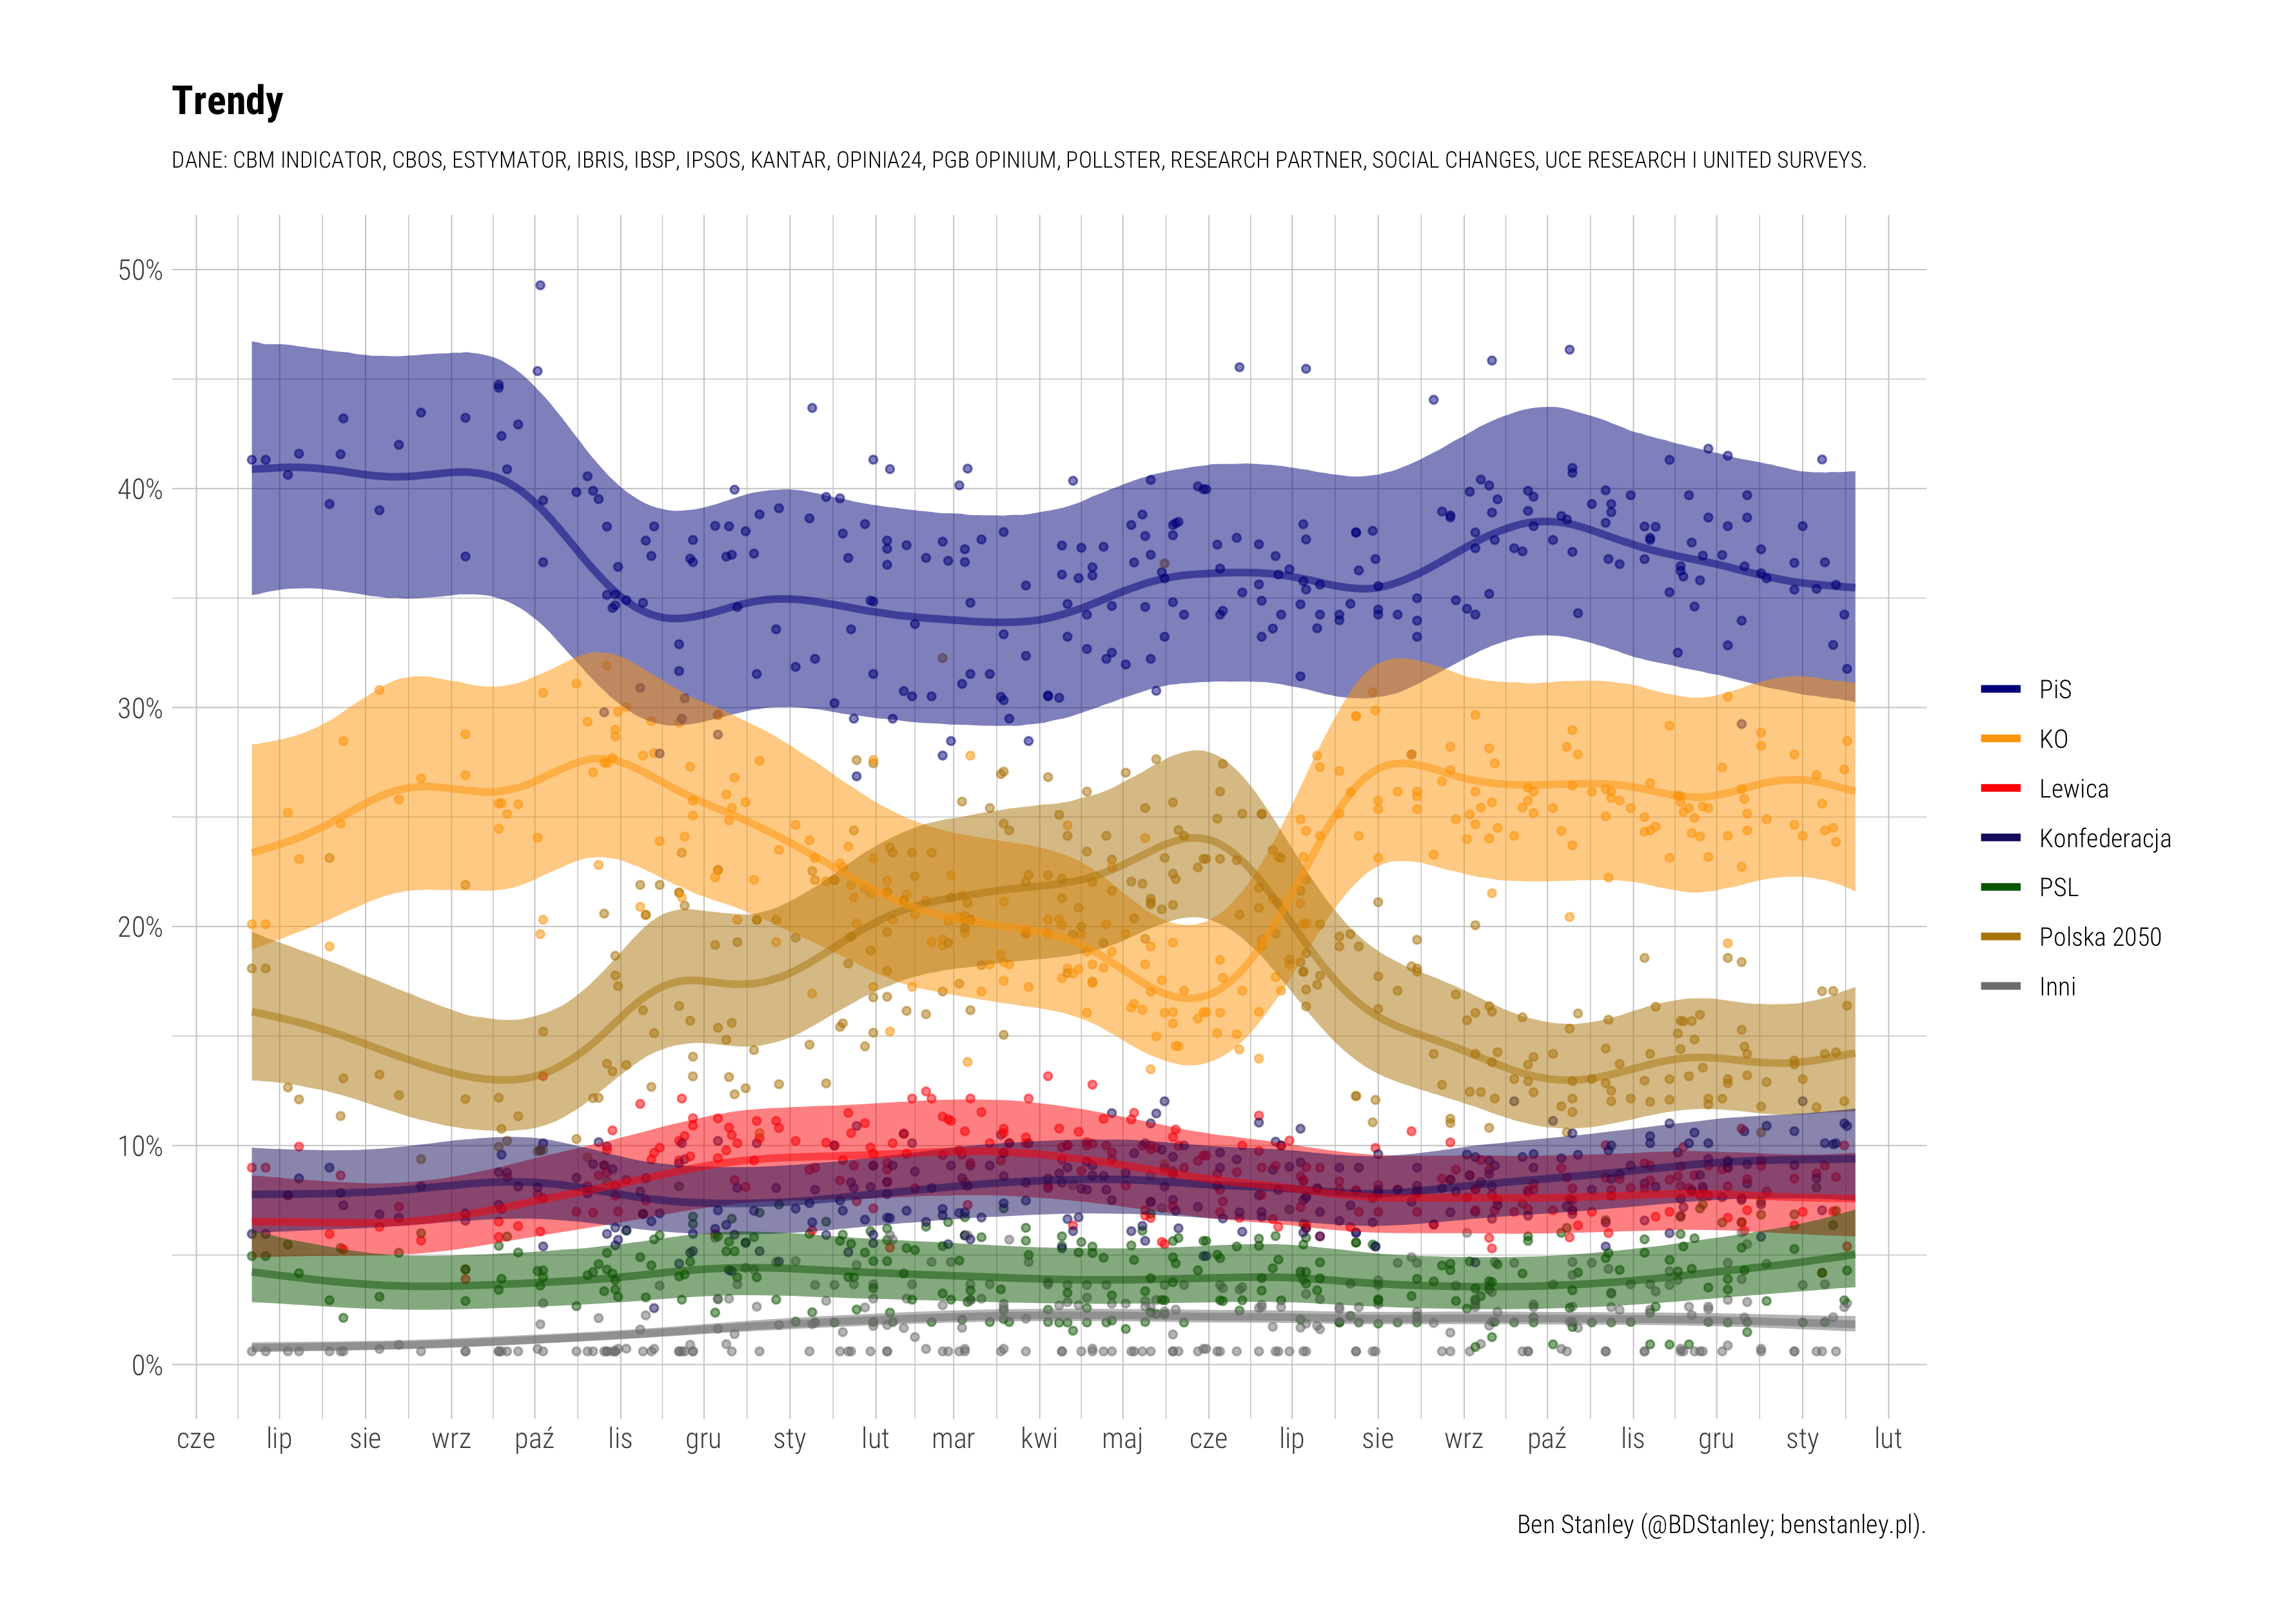 Trendy
DANE: CBM INDICATOR, CBOS, ESTYMATOR, IBRIS, IBSP, IPSOS, KANTAR, OPINIA24, PGB OPINIUM, POLLSTER, RESEARCH PARTNER, SOCIAL CHANGES, UCE RESEARCH I UNITED SURVEYS.
50%
40%
30%
20%
10%
0%
cze lip sie wrz paź lis gru sty lut mar kwi maj cze lip sie wrz paź lis gru sty lut
PiS
KO
Lewica
Konfederacja
PSL
Polska 2050
Inni
Ben Stanley (@BDStanley; benstanley.pl).